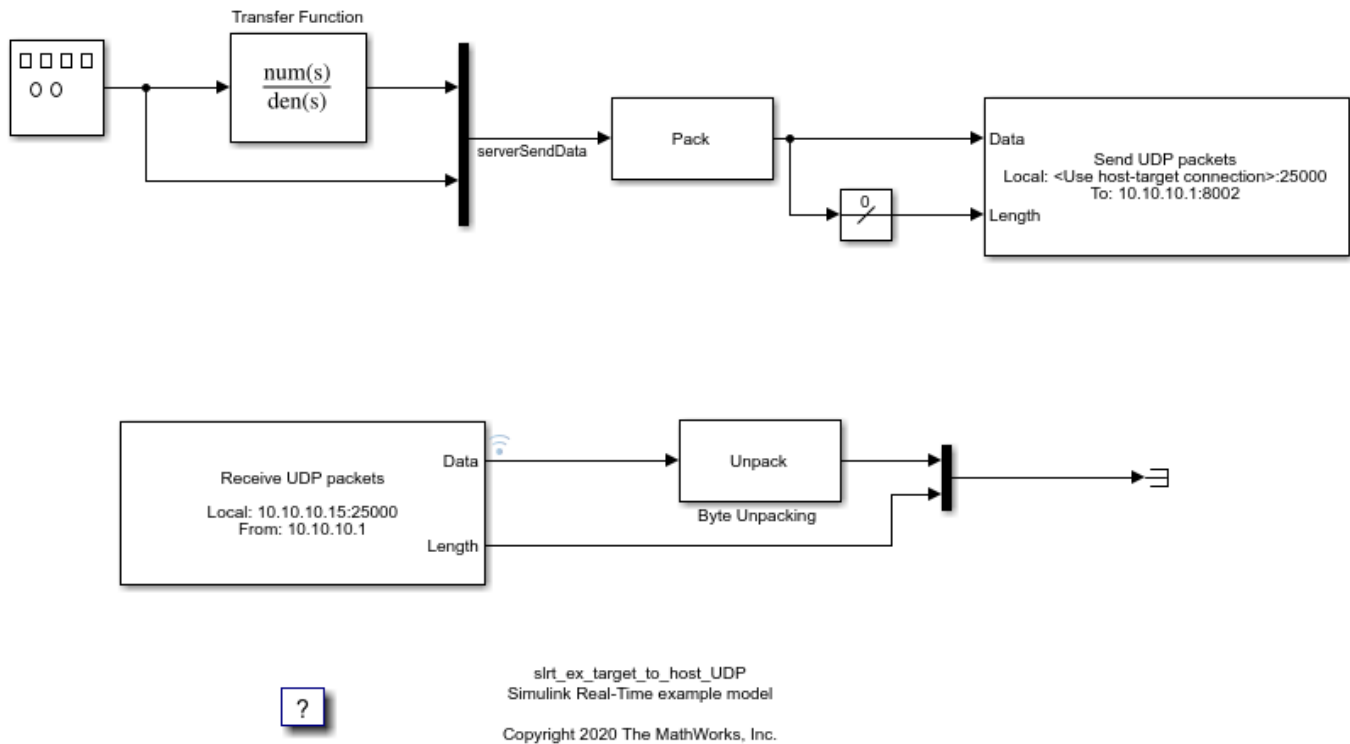 Transfer Function
num(s)
den(s)
serverSendData
Pack
0
Data
Length
Send UDP packets
Local: <Use host-target connection>:25000
To: 10.10.10.1:8002
Receive UDP packets
Local: 10.10.10.15:25000
From: 10.10.10.1
Data
Length
Unpack
Byte Unpacking
?
slrt_ex_target_to_host_UDP
Simulink Real-Time example model
Copyright 2020 The MathWorks, Inc.